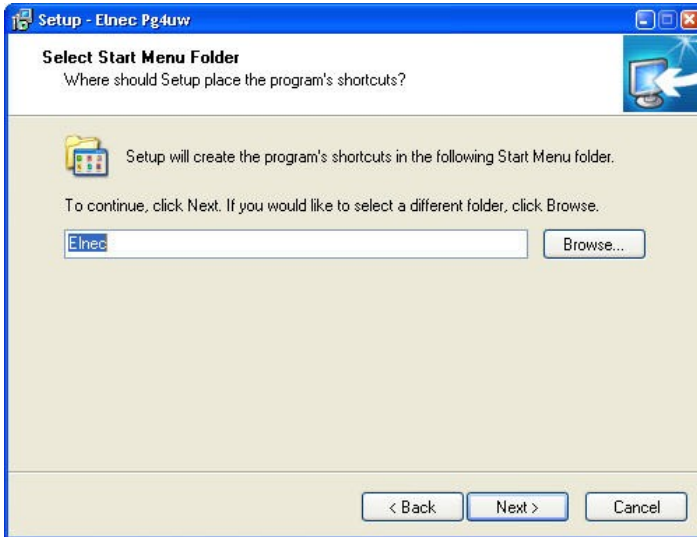 Setup - Elnec Pg4uw
Select Start Menu Folder
Where should Setup place the program's shortcuts?
Setup will create the program's shortcuts in the following Start Menu folder.
To continue, click Next. If you would like to select a different folder, click Browse.
Elnec
Browse...
< Back
Next >
Cancel